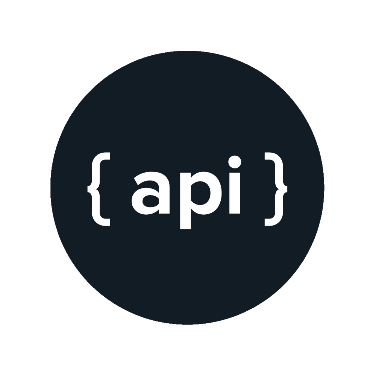 { api }